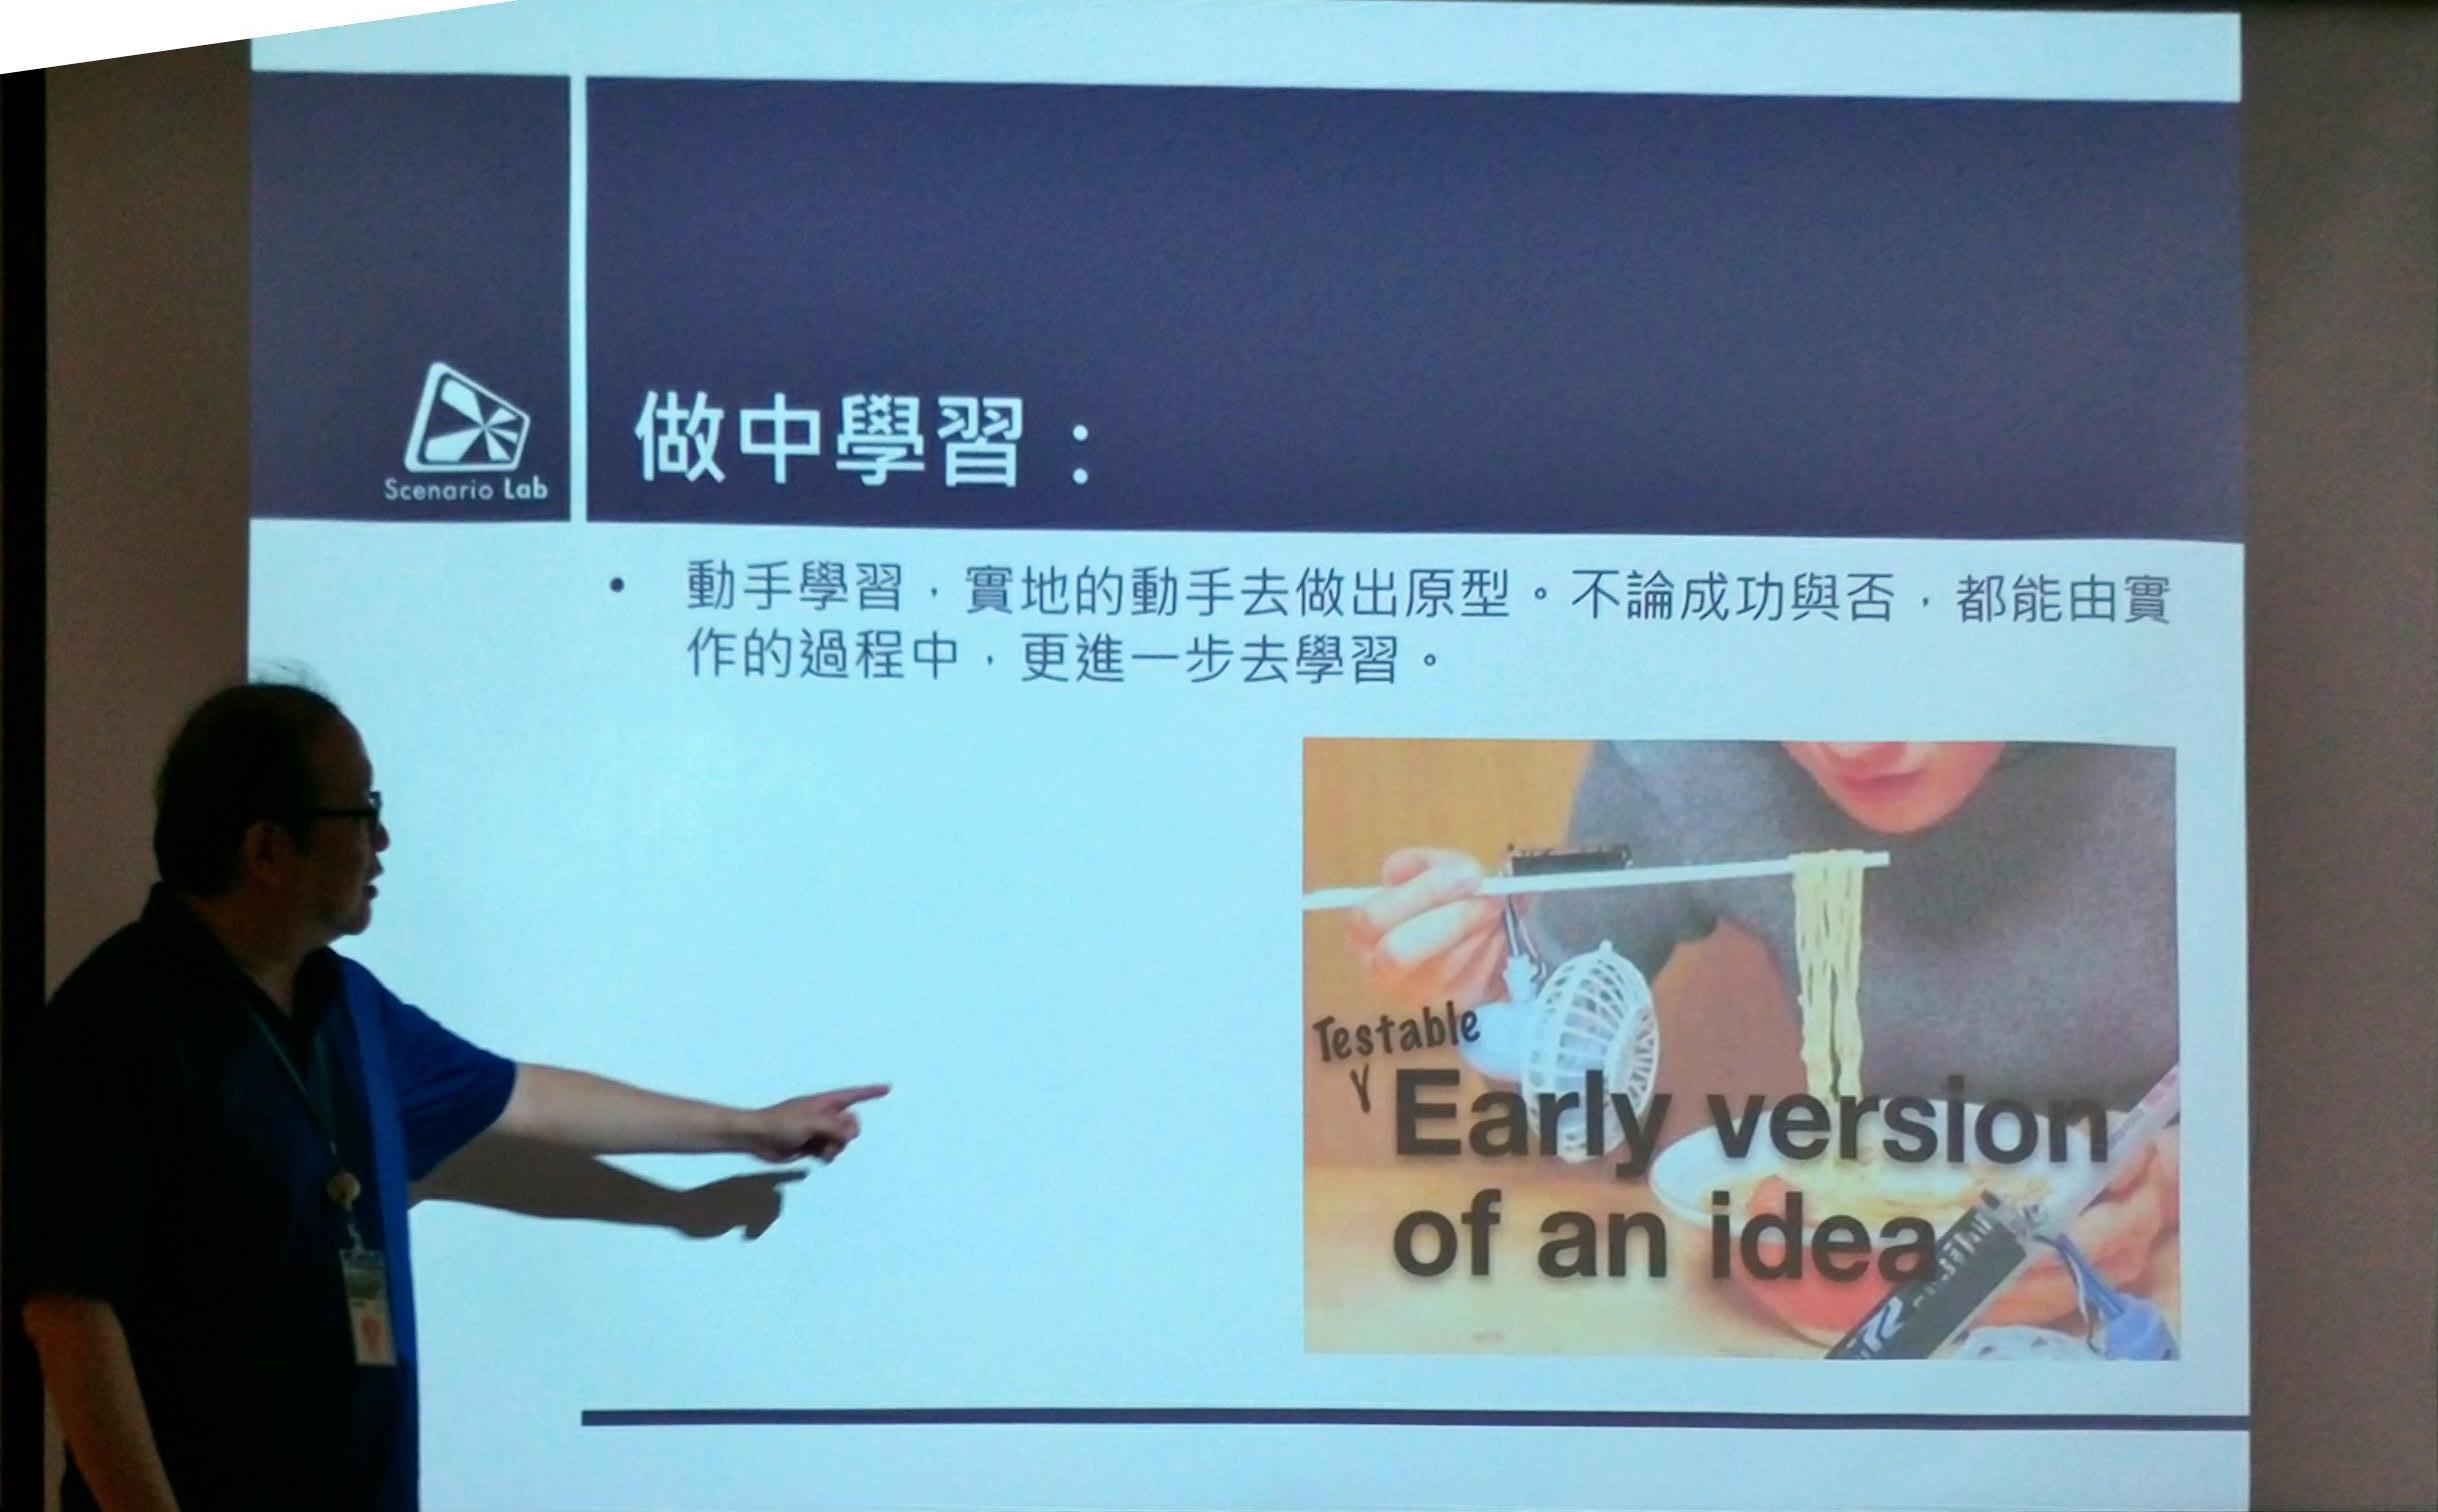 Scenario Lab
做中學習：
• 動手學習，實地的動手去做出原型。不論成功與否，都能由實
作的過程中，更進一步去學習。
Testable
Early version
of an idea